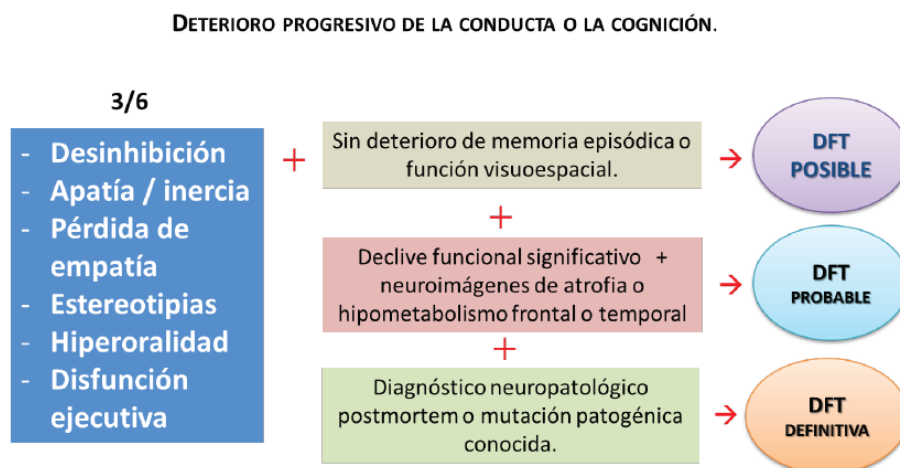 DETERIORO PROGRESIVO DE LA CONDUCTA O LA COGNICIÓN.
3/6
- Desinhibición
- Apatía / inercia
- Pérdida de
empatía
- Estereotipias
- Hiperoralidad
- Disfunción
ejecutiva
+
Sin deterioro de memoria episódica o
función visuoespacial.
→
DFT
POSIBLE
+
Declive funcional significativo +
neuroimágenes de atrofia o
hipometabolismo frontal o temporal
→
DFT
PROBABLE
+
Diagnóstico neuropatológico
postmortem o mutación patogénica
conocida.
→
DFT
DEFINITIVA